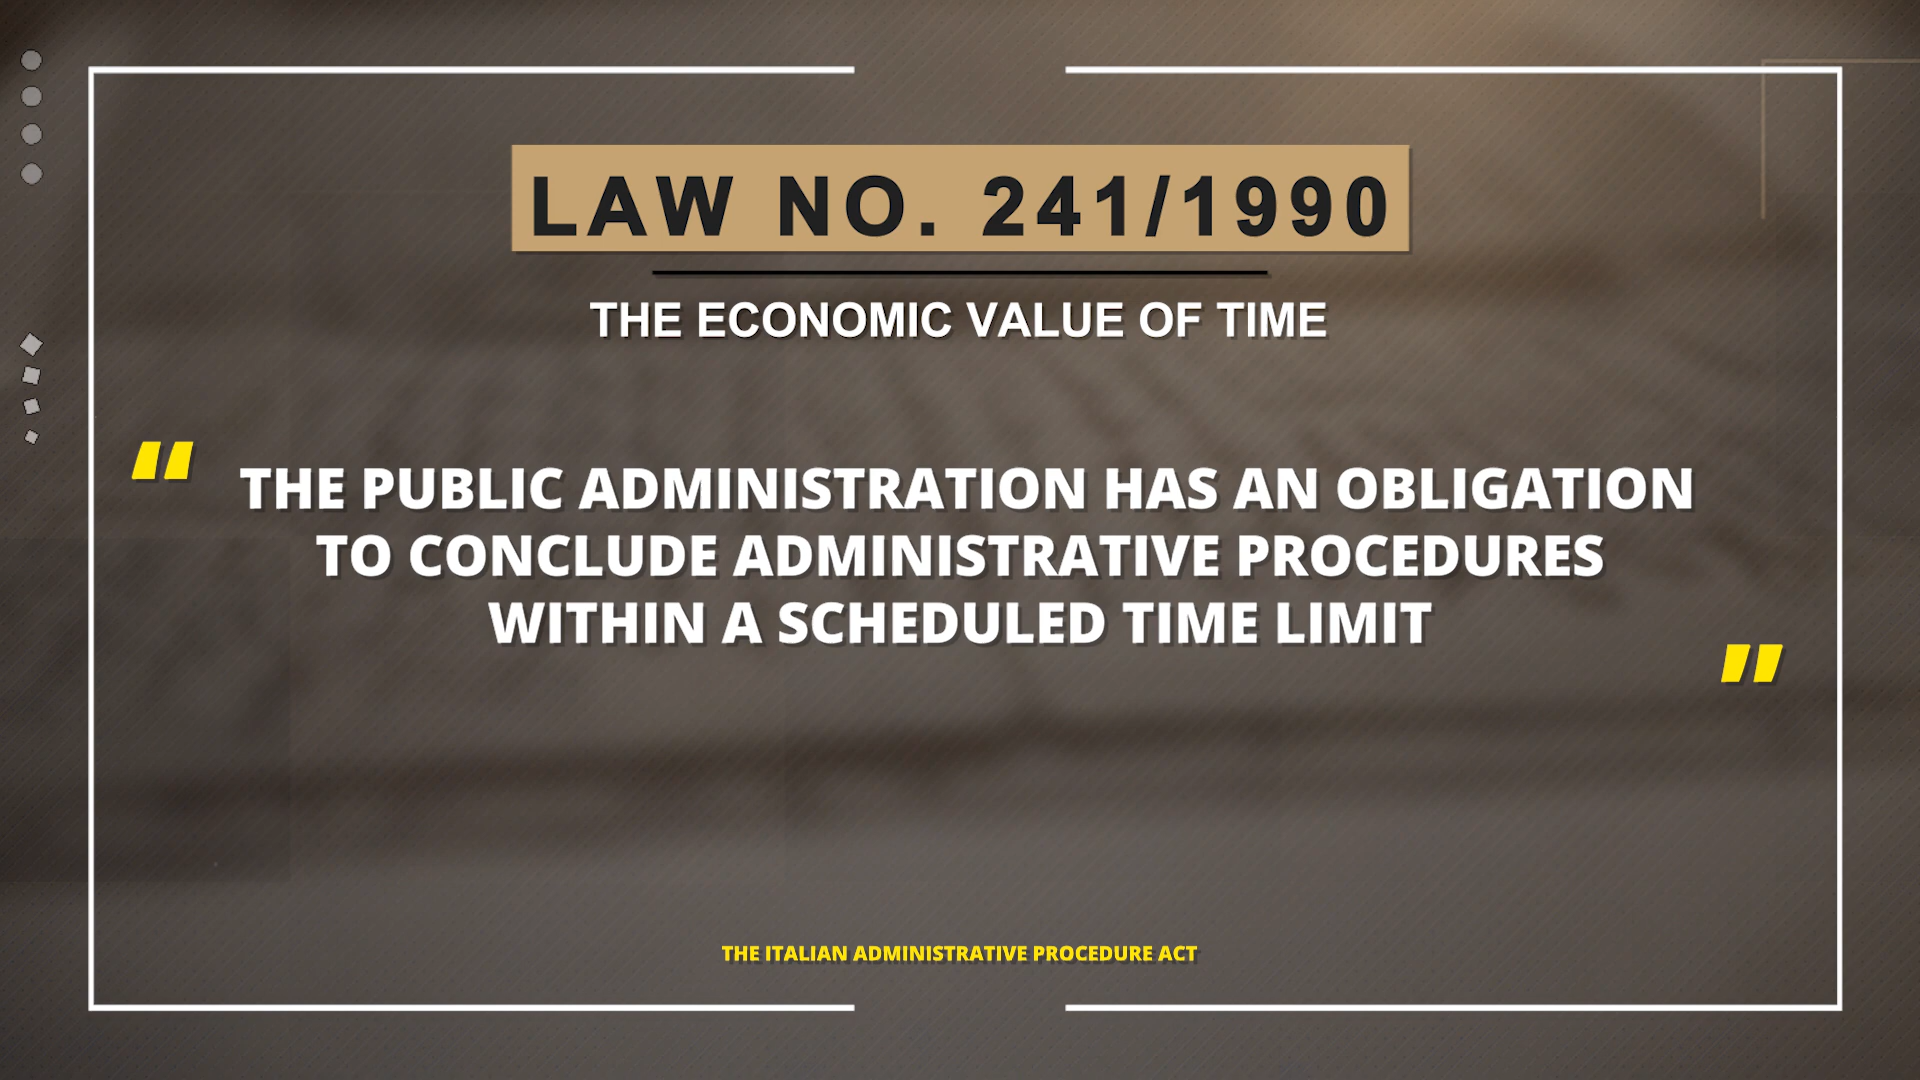 LAW NO. 241/1990
THE ECONOMIC VALUE OF TIME
“ THE PUBLIC ADMINISTRATION HAS AN OBLIGATION
TO CONCLUDE ADMINISTRATIVE PROCEDURES
WITHIN A SCHEDULED TIME LIMIT ”
THE ITALIAN ADMINISTRATIVE PROCEDURE ACT